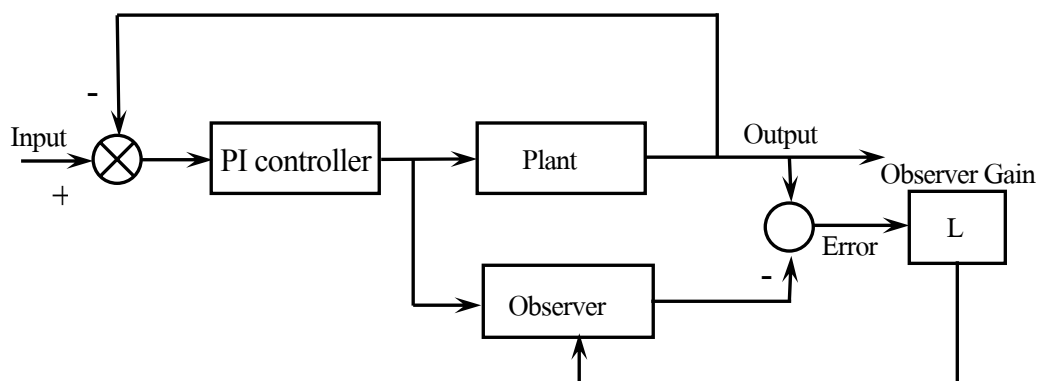 -
Input
+
PI controller
Plant
Output
Observer Gain
L
Error
-
Observer